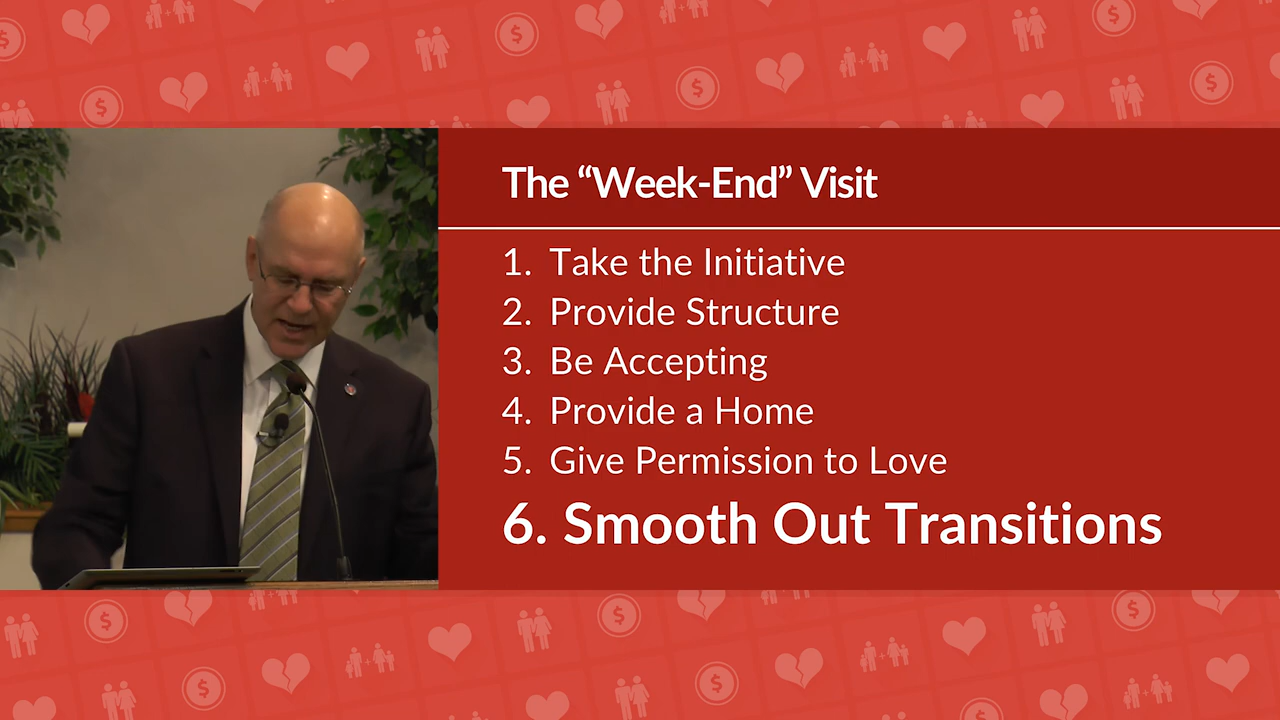 The “Week-End” Visit
1. Take the Initiative
2. Provide Structure
3. Be Accepting
4. Provide a Home
5. Give Permission to Love
6. Smooth Out Transitions